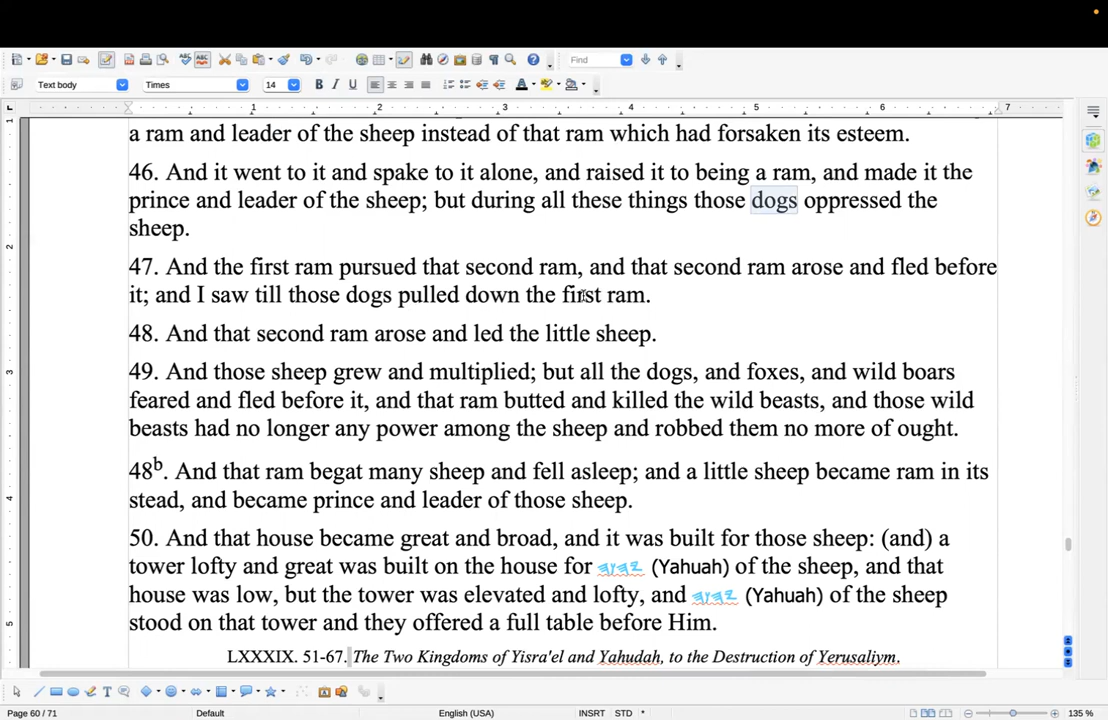 Find
Text body
Times
14
1
2
3
4
5
6
7
a ram and leader of the sheep instead of that ram which had forsaken its esteem.
46. And it went to it and spake to it alone, and raised it to being a ram, and made it the
prince and leader of the sheep; but during all these things those dogs oppressed the
sheep.
47. And the first ram pursued that second ram, and that second ram arose and fled before
it; and I saw till those dogs pulled down the first ram.
48. And that second ram arose and led the little sheep.
49. And those sheep grew and multiplied; but all the dogs, and foxes, and wild boars
feared and fled before it, and that ram butted and killed the wild beasts, and those wild
beasts had no longer any power among the sheep and robbed them no more of ought.
48b. And that ram begat many sheep and fell asleep; and a little sheep became ram in its
stead, and became prince and leader of those sheep.
50. And that house became great and broad, and it was built for those sheep: (and) a
tower lofty and great was built on the house for 𐤉𐤄𐤅𐤄 (Yahuah) of the sheep, and that
house was low, but the tower was elevated and lofty, and 𐤉𐤄𐤅𐤄 (Yahuah) of the sheep
stood on that tower and they offered a full table before Him.
LXXXIX. 51-67. The Two Kingdoms of Yisra'el and Yahudah, to the Destruction of Yerusaliym,
Page 60 / 71
Default
English (USA)
INSRT
STD
*
135 %